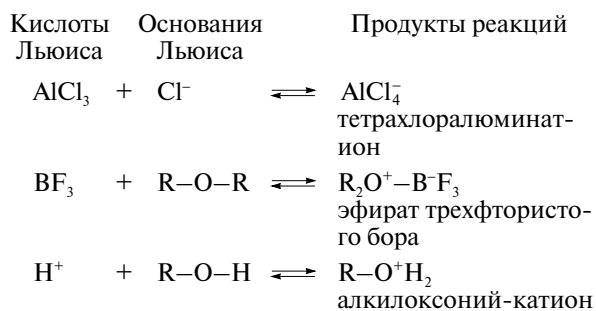 Кислоты Основания Продукты реакций
Льюиса Льюиса
AlCl₃ + Cl⁻ ⇌ AlCl₄⁻
тетрахлоралюминат-
ион
BF₃ + R–O–R ⇌ R₂O⁺–B⁻F₃
эфират трехфтористо-
го бора
H⁺ + R–O–H ⇌ R–O⁺H₂
алкилоксоний-катион